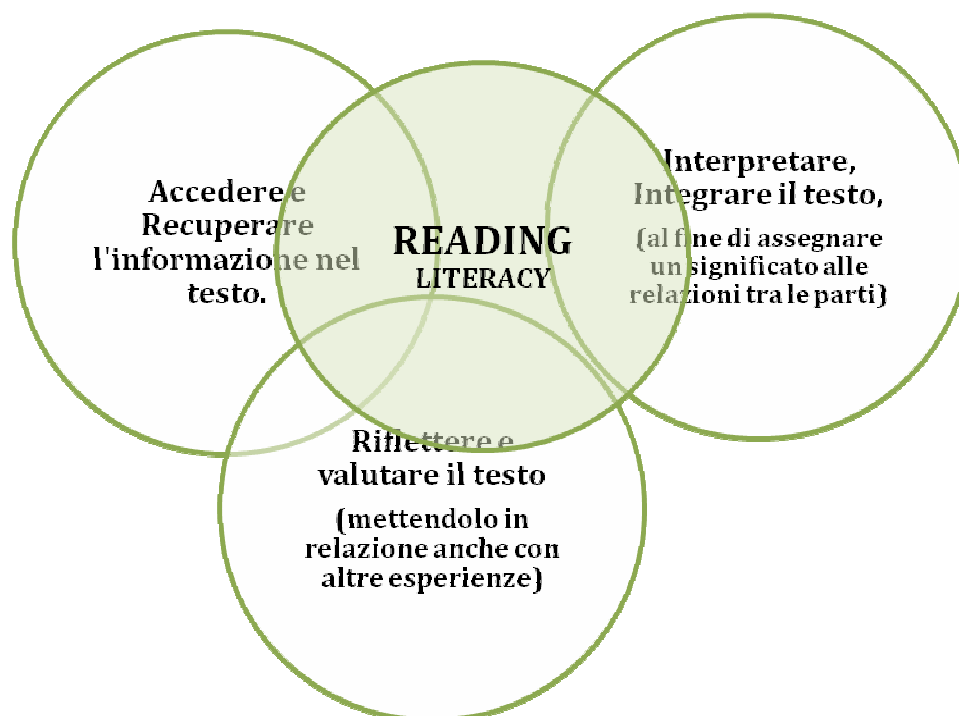 Accedere e
Recuperare
l'informazione nel
testo.
READING
LITERACY
Interpretare,
Integrare il testo,
(al fine di assegnare
un significato alle
relazioni tra le parti)
Riflettere e
valutare il testo
(mettendolo in
relazione anche con
altre esperienze)